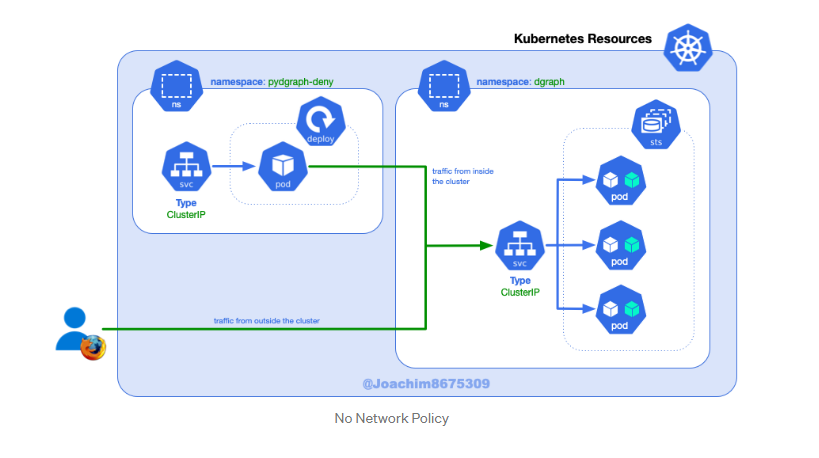 Kubernetes Resources
namespace: pydgraph-deny
ns
deploy
svc
pod
Type
ClusterIP
namespace: dgraph
ns
sts
traffic from inside
the cluster
svc
Type
ClusterIP
pod
pod
pod
traffic from outside the cluster
@Joachim8675309
No Network Policy